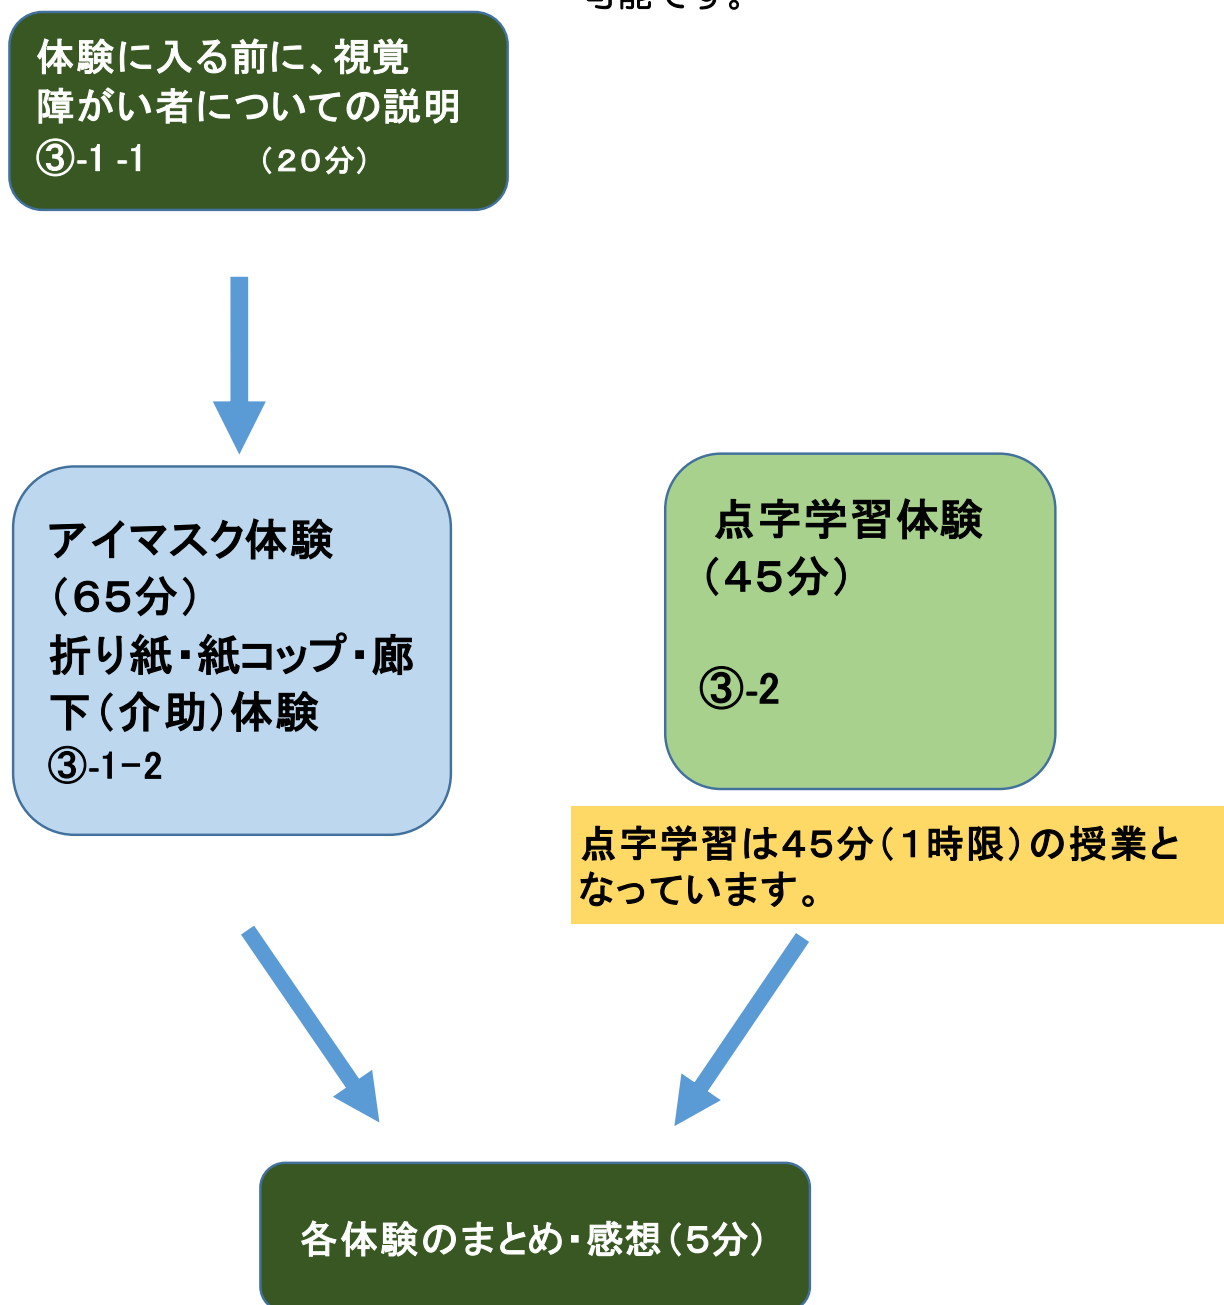 可能です。
体験に入る前に、視覚
障がい者についての説明
③-1 -1 （20分）
アイマスク体験
（65分）
折り紙・紙コップ・廊
下（介助）体験
③-1-2
点字学習体験
（45分）
③-2
点字学習は45分（1時限）の授業と
なっています。
各体験のまとめ・感想（5分）